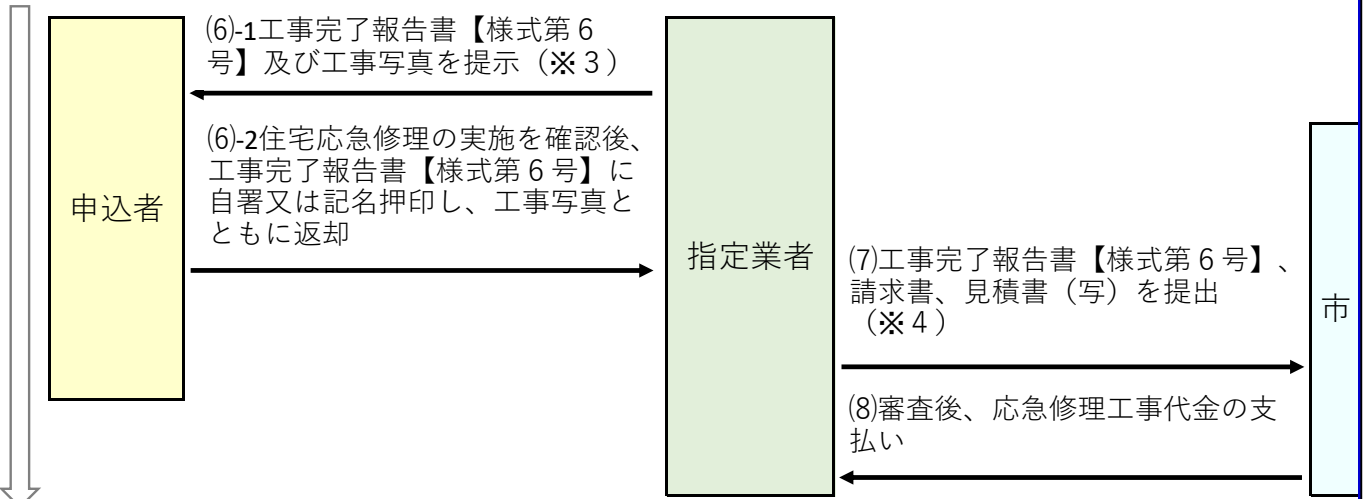 ⑹-1工事完了報告書【様式第６
号】及び工事写真を提示（※３）
⑹-2住宅応急修理の実施を確認後、
工事完了報告書【様式第６号】に
自署又は記名押印し、工事写真と
ともに返却
申込者
指定業者
⑺工事完了報告書【様式第６号】、
請求書、見積書（写）を提出
（※４）
市
⑻審査後、応急修理工事代金の支
払い